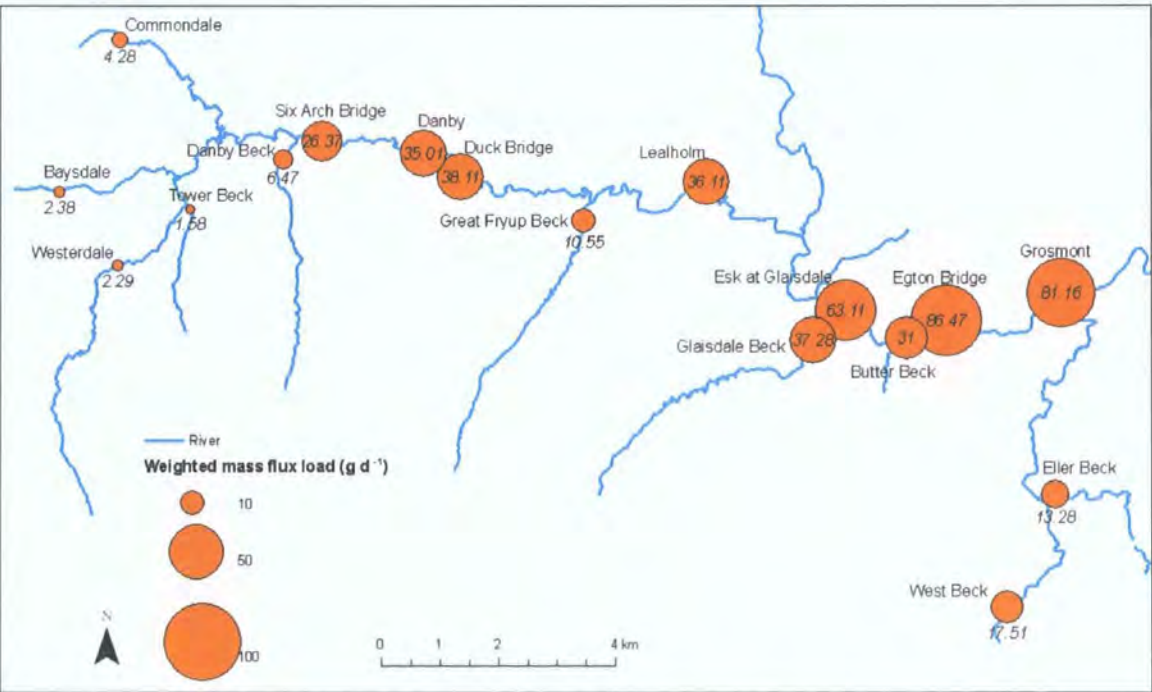 Commondale
4.28
Six Arch Bridge
26.37
Danby
35.01
Duck Bridge
38.11
Danby Beck
6.47
Lealholm
36.11
Baysdale
2.38
Tower Beck
1.58
Great Fryup Beck
10.55
Westerdale
2.29
Esk at Glaisdale
63.11
Egton Bridge
86.47
Grosmont
81.16
Glaisdale Beck
37.28
31
Butter Beck
River
Weighted mass flux load (g d⁻¹)
10
50
100
Eller Beck
13.28
West Beck
17.51
N
0 1 2 4 km